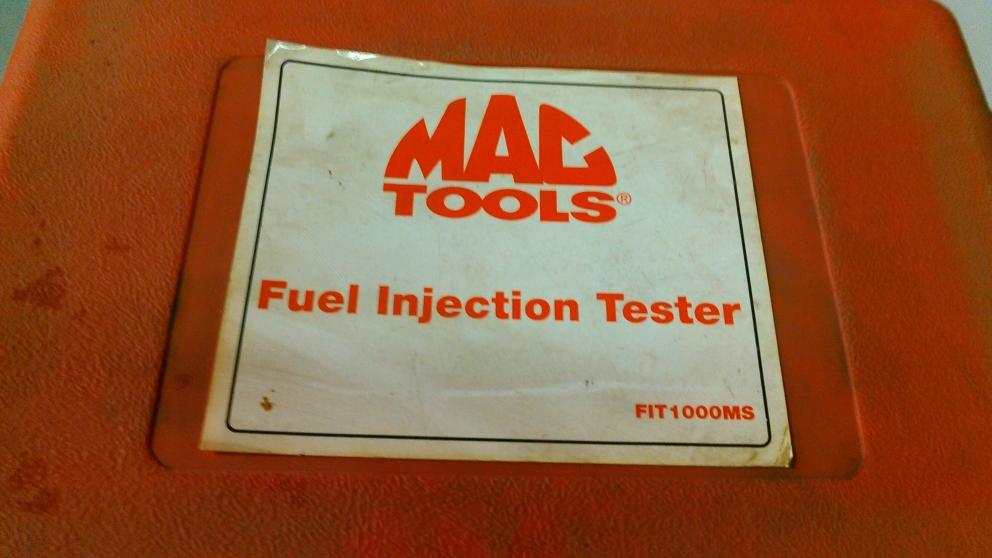 MAC
TOOLS®
Fuel Injection Tester
FIT1000MS